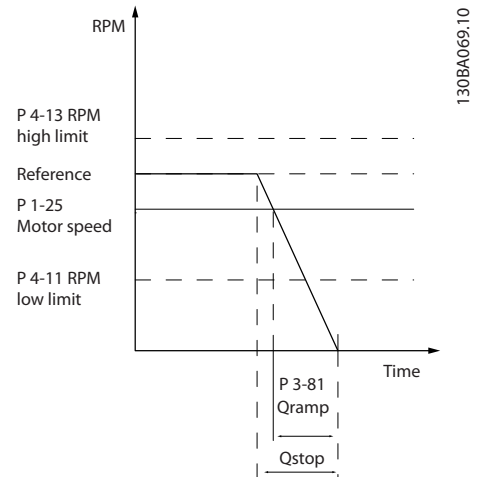 RPM
130BA069.10
P 4-13 RPM
high limit
Reference
P 1-25
Motor speed
P 4-11 RPM
low limit
Time
P 3-81
Qramp
Qstop